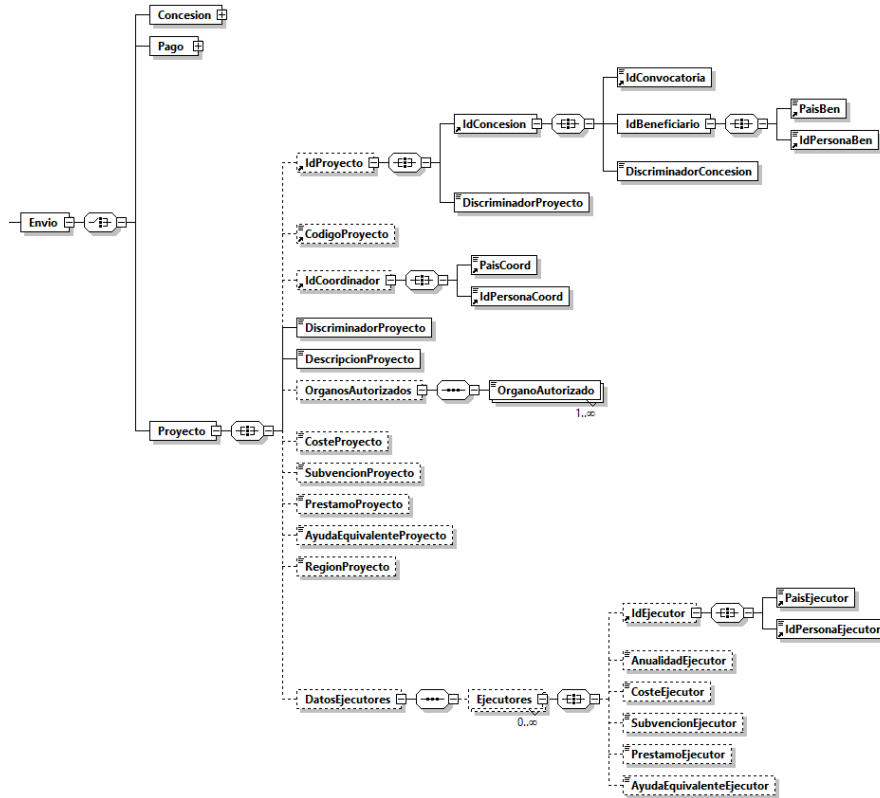 Concesion
Pago
IdConvocatoria
IdConcesion
IdBeneficiario
PaisBen
IdPersonaBen
IdProyecto
DiscriminadorConcesion
DiscriminadorProyecto
Envio
CodigoProyecto
PaisCoord
IdCoordinador
IdPersonaCoord
DiscriminadorProyecto
DescripcionProyecto
OrganosAutorizados
OrganoAutorizado
1..∞
Proyecto
CosteProyecto
SubvencionProyecto
PrestamoProyecto
AyudaEquivalenteProyecto
RegionProyecto
PaisEjecutor
IdEjecutor
IdPersonaEjecutor
AnualidadEjecutor
DatosEjecutores
Ejecutores
0..∞
CosteEjecutor
SubvencionEjecutor
PrestamoEjecutor
AyudaEquivalenteEjecutor